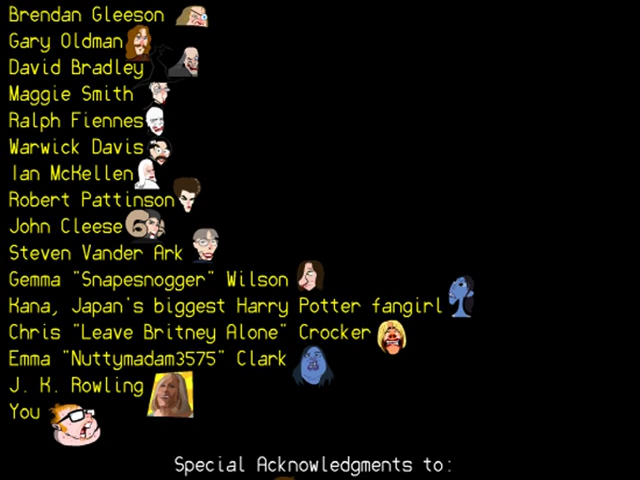 Brendan Gleeson
Gary Oldman
David Bradley
Maggie Smith
Ralph Fiennes
Warwick Davis
Ian McKellen
Robert Pattinson
John Cleese
Steven Vander Ark
Gemma "Snapesnogger" Wilson
Kana, Japan's biggest Harry Potter fangirl
Chris "Leave Britney Alone" Crocker
Emma "Nuttymadam3575" Clark
J. K. Rowling
You
Special Acknowledgments to: